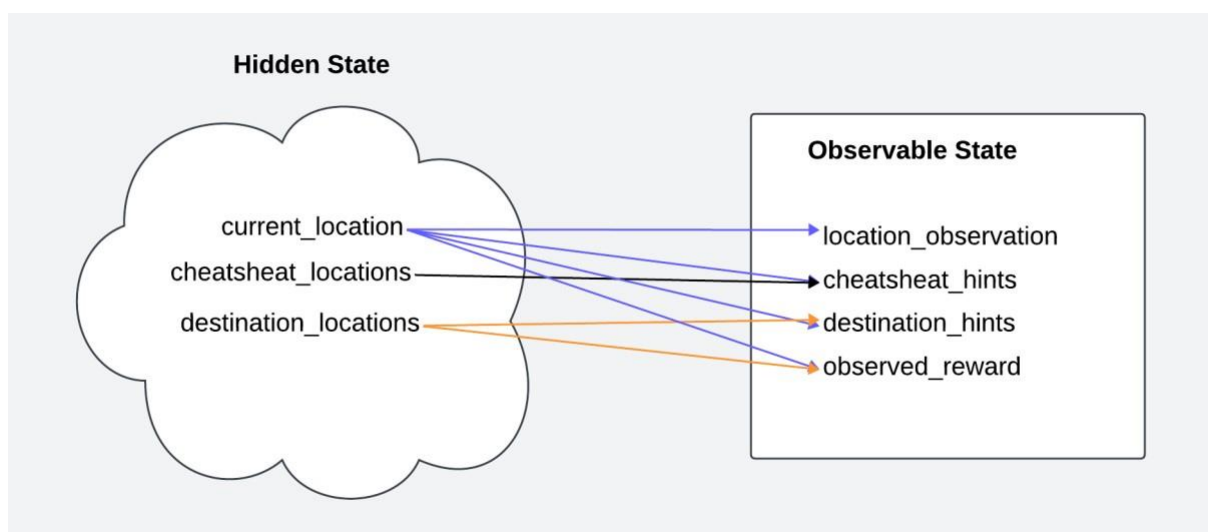 Hidden State
current_location
cheatsheat_locations
destination_locations
Observable State
location_observation
cheatsheat_hints
destination_hints
observed_reward